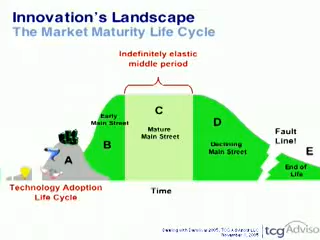 Innovation's Landscape
The Market Maturity Life Cycle
Indefinitely elastic
middle period
Early
Main Street
A
B
C
Mature
Main Street
D
Declining
Main Street
Fault
Line!
E
End of
Life
Technology Adoption
Life Cycle
Time
tcgAdviso